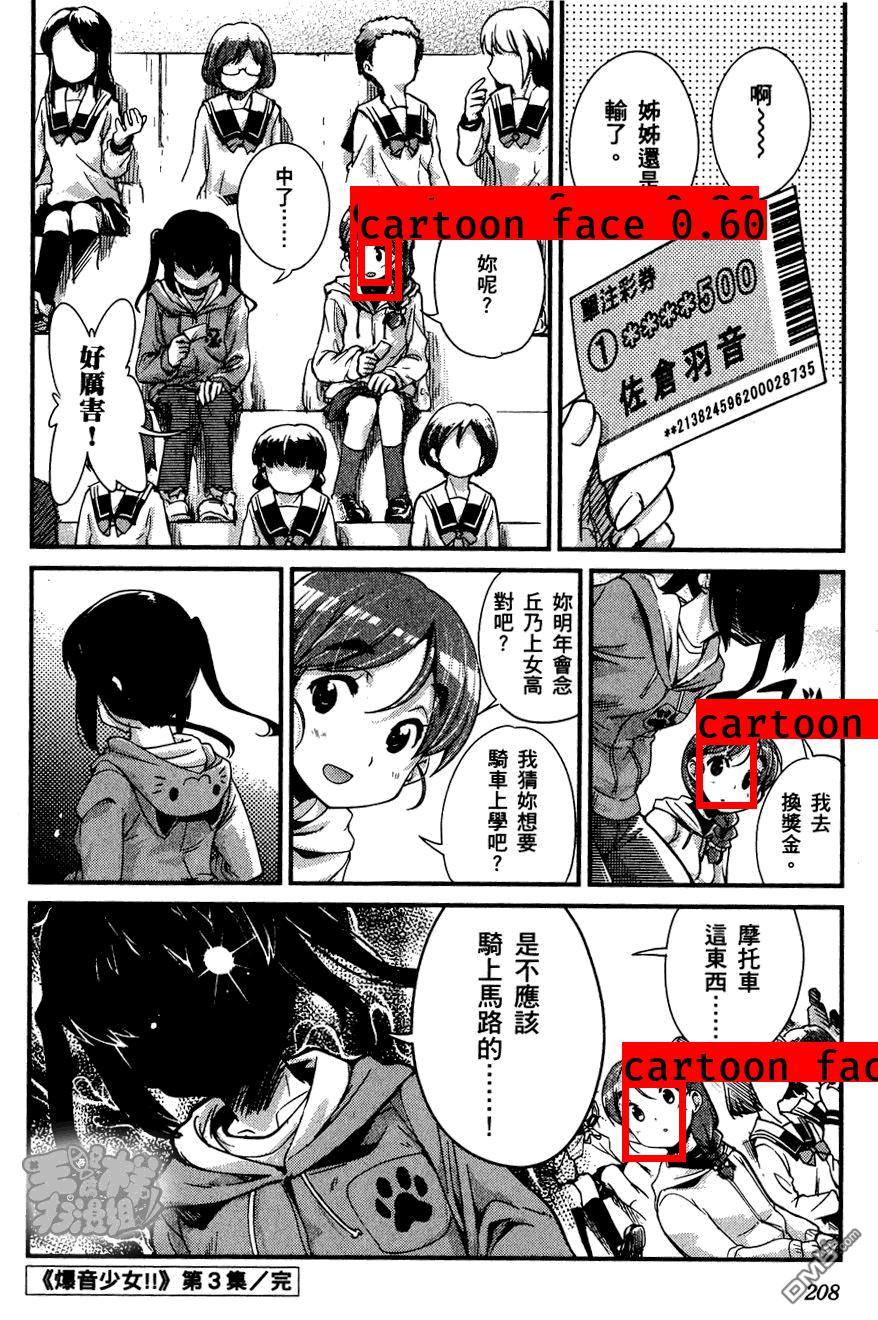 啊～～
姊姊還是
輸了。
單注彩券
① ****500
佐倉羽音
**213824596200028735
妳呢？
中了……
好厲害！
cartoon face 0.60
我去
換獎金。
cartoon
妳明年會念
丘乃上女高
對吧？
我猜妳想要
騎車上學吧？
摩托車
這東西……
cartoon fac
是不應該
騎上馬路的……！
《爆音少女!!》第3集／完
208
DM5.com